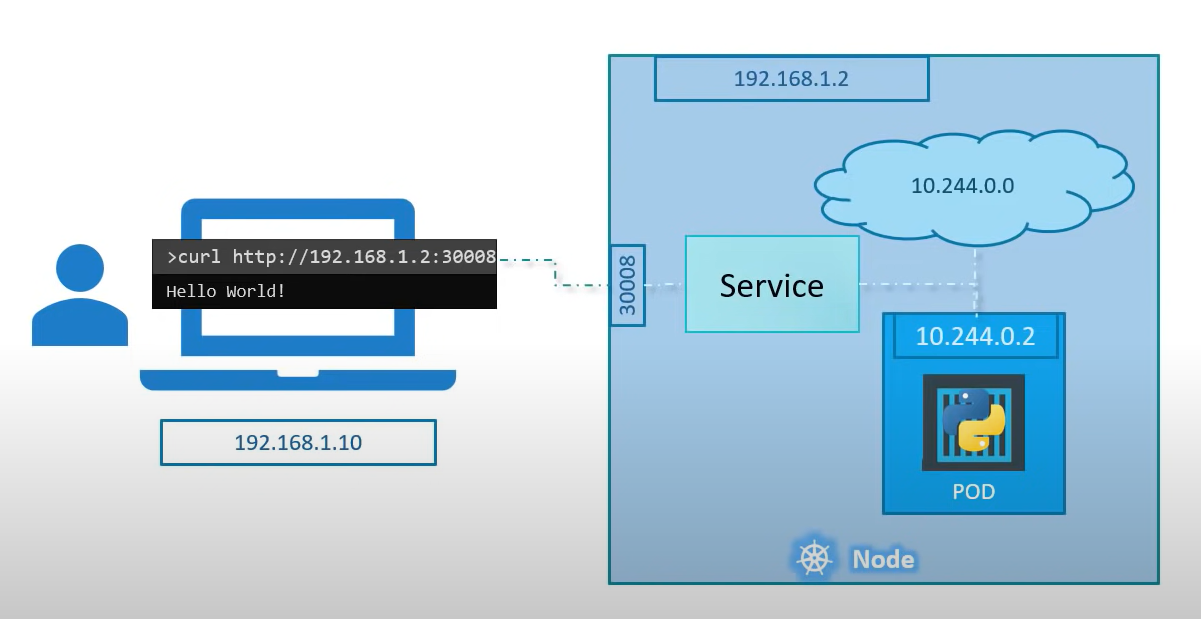 192.168.1.2
10.244.0.0
>curl http://192.168.1.2:30008
Hello World!
30008
Service
10.244.0.2
POD
192.168.1.10
Node